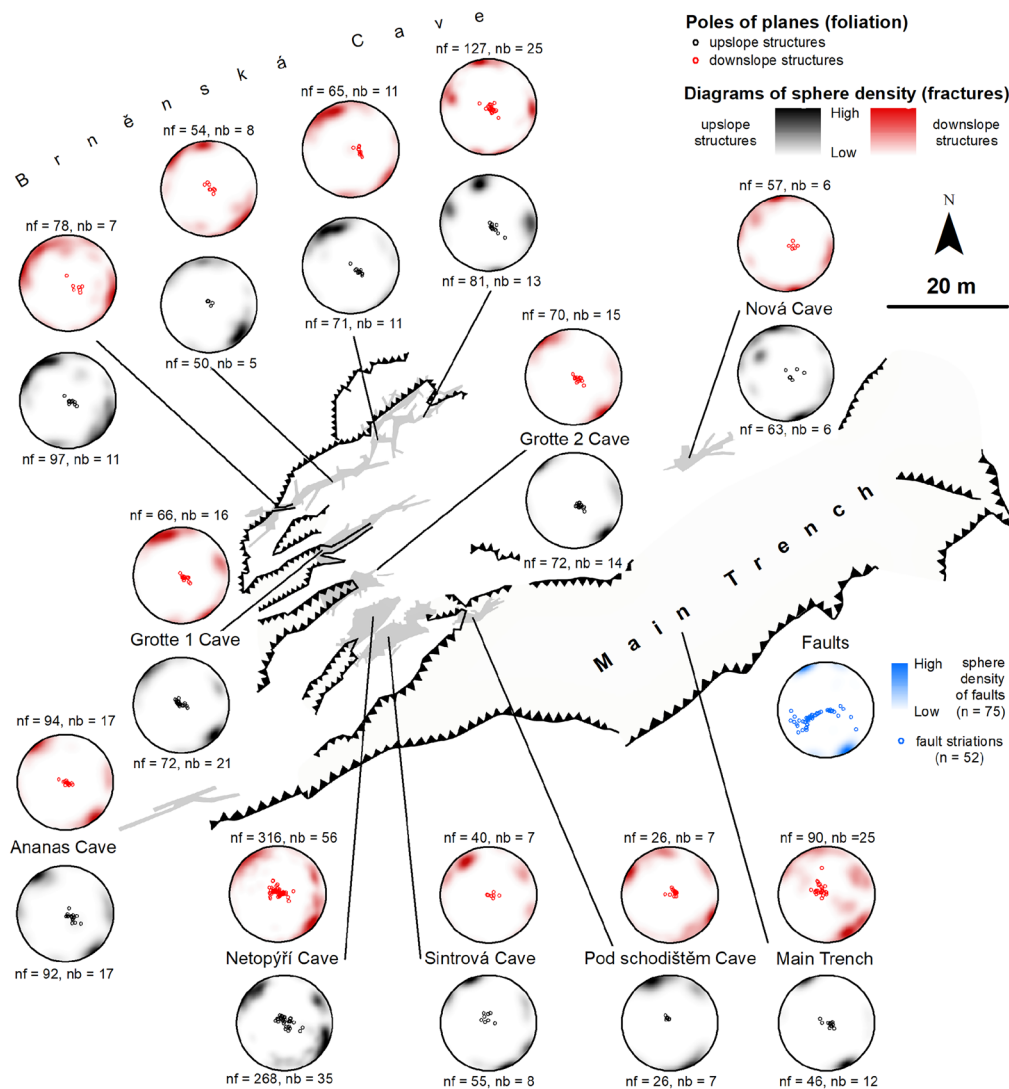 Brněnská Cave
Poles of planes (foliation)
upslope structures
downslope structures
Diagrams of sphere density (fractures)
upslope
structures
High
Low
downslope
structures
nf = 127, nb = 25
nf = 65, nb = 11
nf = 54, nb = 8
nf = 78, nb = 7
nf = 81, nb = 13
nf = 71, nb = 11
nf = 50, nb = 5
nf = 97, nb = 11
nf = 57, nb = 6
Nová Cave
nf = 63, nb = 6
N
20 m
nf = 70, nb = 15
Grotte 2 Cave
nf = 72, nb = 14
nf = 66, nb = 16
Grotte 1 Cave
nf = 72, nb = 21
Main Trench
Faults
High
Low
sphere
density
of faults
(n = 75)
fault striations
(n = 52)
nf = 94, nb = 17
Ananas Cave
nf = 92, nb = 17
nf = 316, nb = 56
Netopýří Cave
nf = 268, nb = 35
nf = 40, nb = 7
Sintrová Cave
nf = 55, nb = 8
nf = 26, nb = 7
Pod schodištěm Cave
nf = 26, nb = 7
nf = 90, nb =25
Main Trench
nf = 46, nb = 12